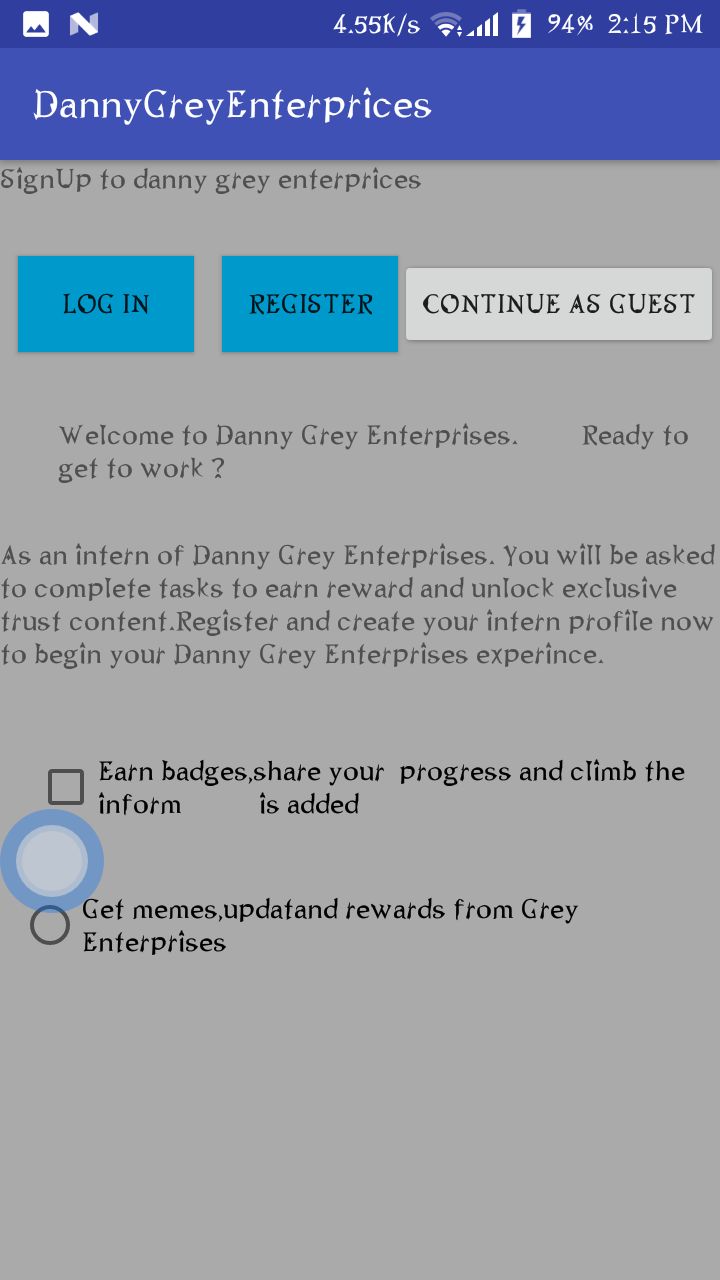 4.55K/s 94% 2:15 PM
DannyGreyEnterprices
SignUp to danny grey enterprices
LOG IN REGISTER CONTINUE AS GUEST
Welcome to Danny Grey Enterprises. Ready to
get to work ?
As an intern of Danny Grey Enterprises. You will be asked
to complete tasks to earn reward and unlock exclusive
trust content.Register and create your intern profile now
to begin your Danny Grey Enterprises experince.
Earn badges,share your progress and climb the
inform is added
Get memes,updatand rewards from Grey
Enterprises